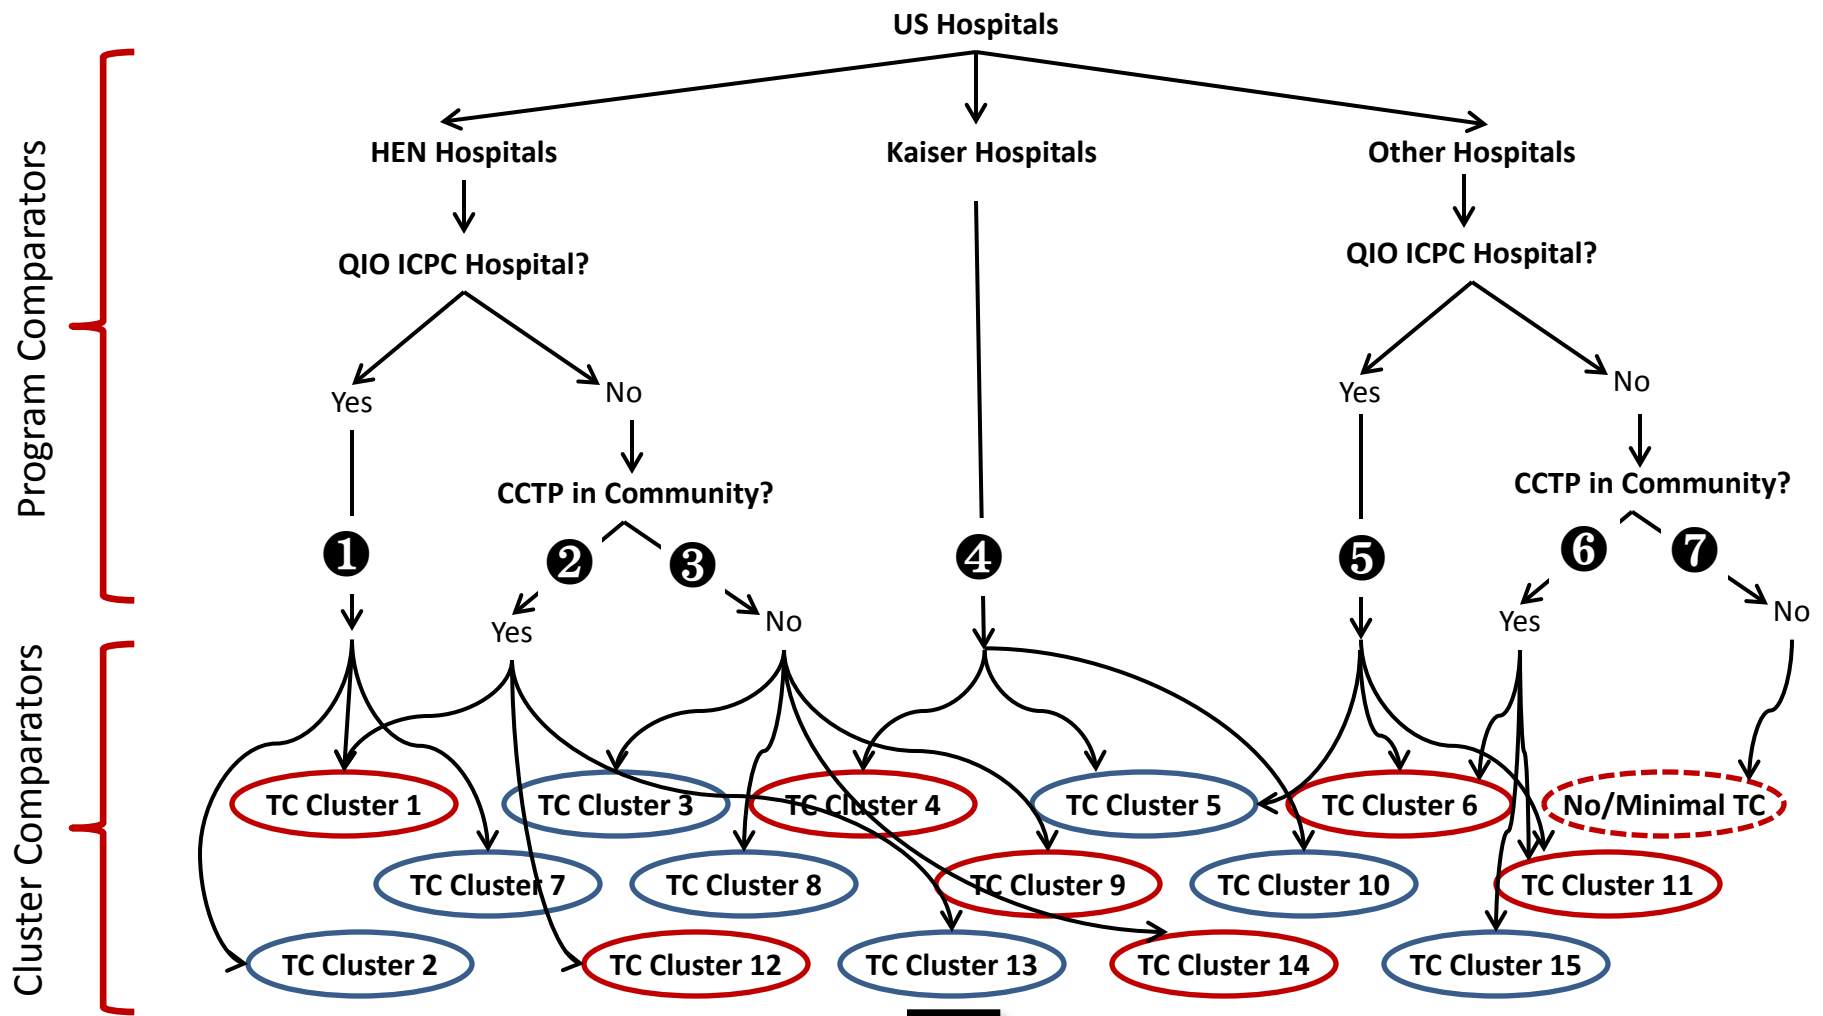 US Hospitals
Program Comparators
HEN Hospitals
Kaiser Hospitals
Other Hospitals
QIO ICPC Hospital?
QIO ICPC Hospital?
Yes
No
Yes
No
CCTP in Community?
CCTP in Community?
❶
❷
❸
❹
❺
❻
❼
Yes
No
Yes
No
Cluster Comparators
TC Cluster 1
TC Cluster 3
TC Cluster 4
TC Cluster 5
TC Cluster 6
No/Minimal TC
TC Cluster 7
TC Cluster 8
TC Cluster 9
TC Cluster 10
TC Cluster 11
TC Cluster 2
TC Cluster 12
TC Cluster 13
TC Cluster 14
TC Cluster 15